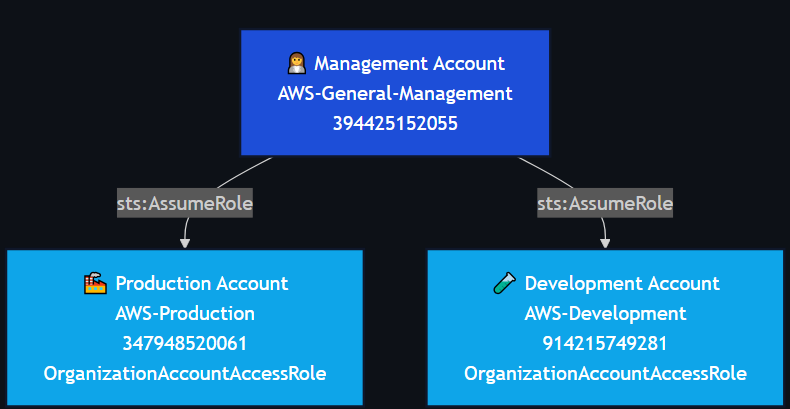 Management Account
AWS-General-Management
394425152055
sts:AssumeRole
sts:AssumeRole
Production Account
AWS-Production
347948520061
OrganizationAccountAccessRole
Development Account
AWS-Development
914215749281
OrganizationAccountAccessRole